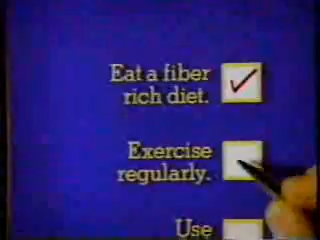 Eat a fiber
rich diet.
Exercise
regularly.
Use